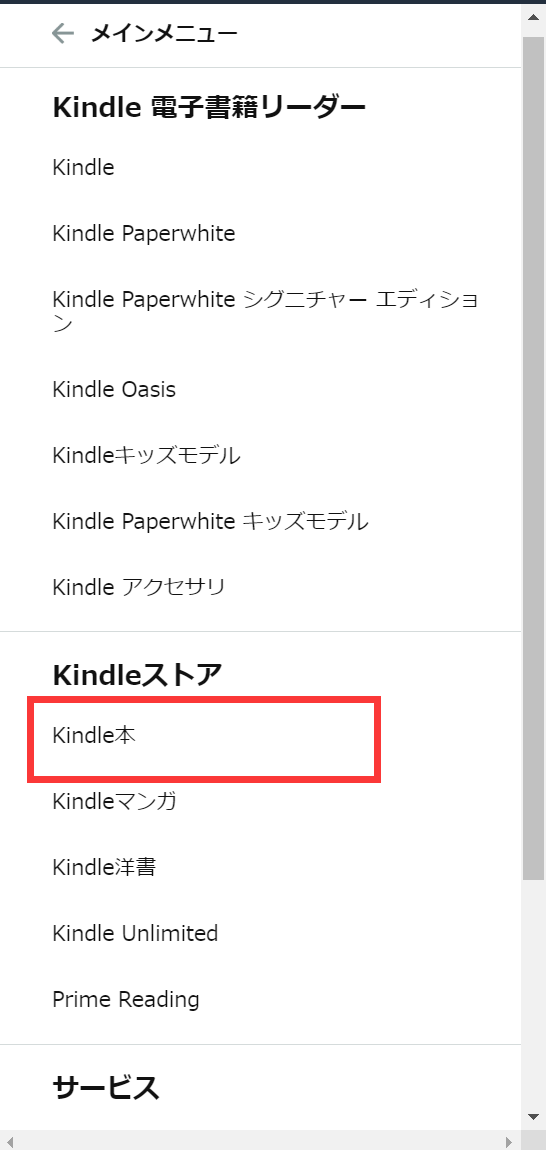 メインメニュー
Kindle 電子書籍リーダー
Kindle
Kindle Paperwhite
Kindle Paperwhite シグニチャー エディショ
ン
Kindle Oasis
Kindleキッズモデル
Kindle Paperwhite キッズモデル
Kindle アクセサリ
Kindleストア
Kindle本
Kindleマンガ
Kindle洋書
Kindle Unlimited
Prime Reading
サービス